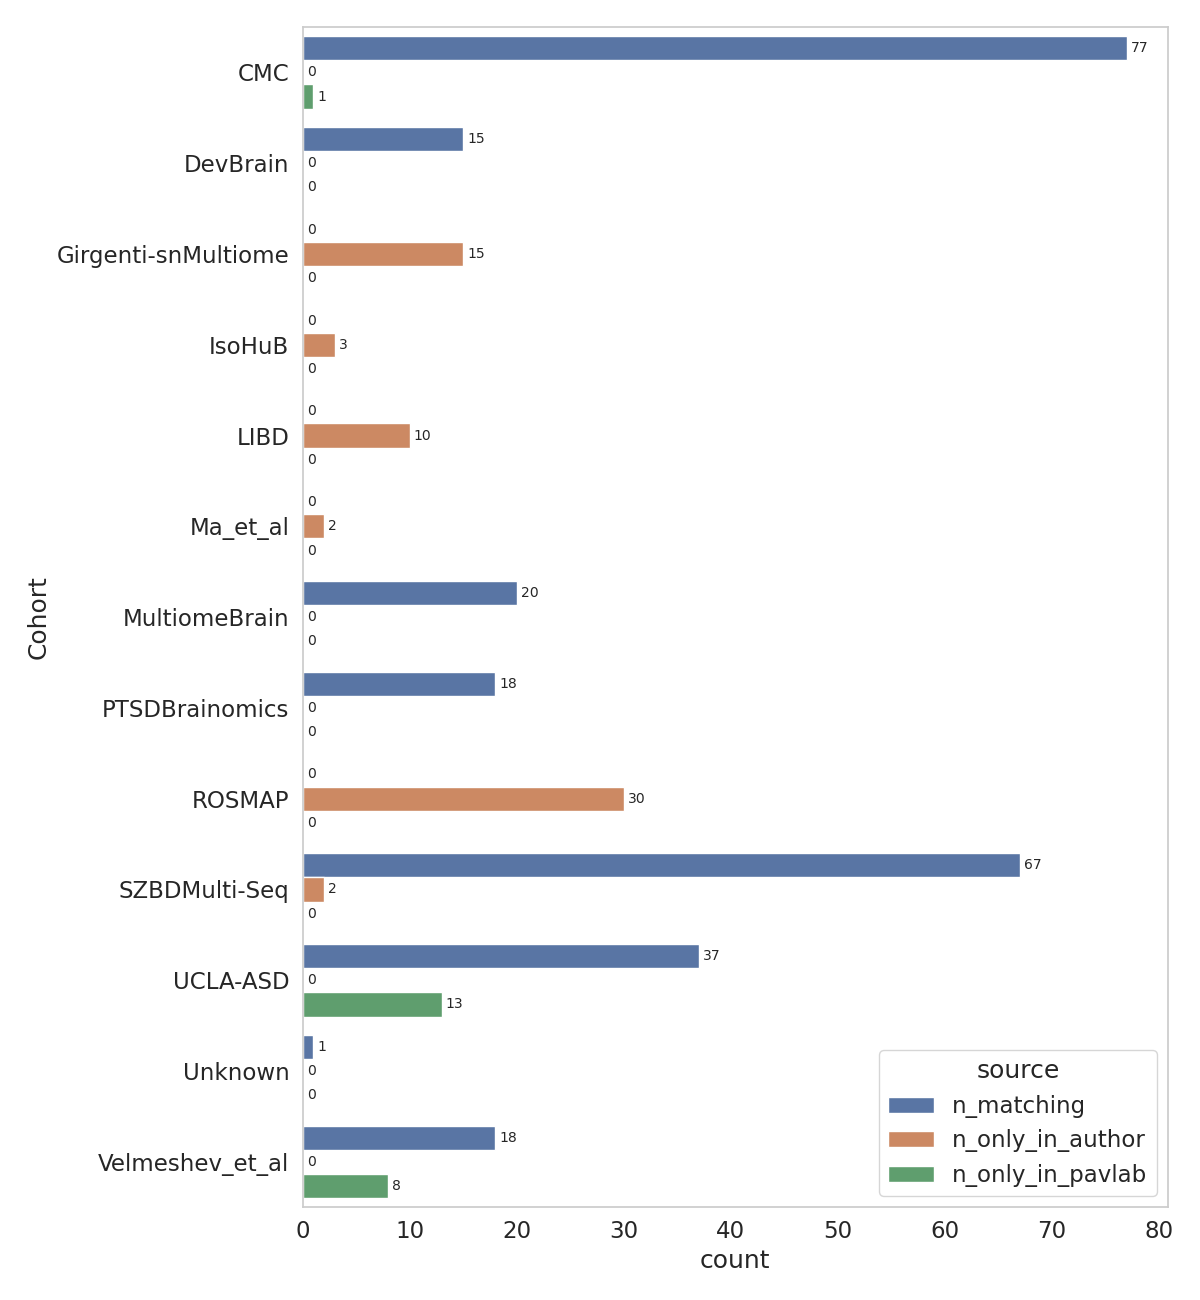 CMC
77
0
1
DevBrain
15
0
0
Girgenti-snMultiome
0
15
0
IsoHuB
0
3
0
LIBD
0
10
0
Ma_et_al
0
2
0
MultiomeBrain
20
0
0
PTSDBrainomics
18
0
0
ROSMAP
0
30
0
SZBDMulti-Seq
67
2
0
UCLA-ASD
37
0
13
Unknown
1
0
0
Velmeshev_et_al
18
0
8
Cohort
source
n_matching
n_only_in_author
n_only_in_pavlab
0 10 20 30 40 50 60 70 80
count